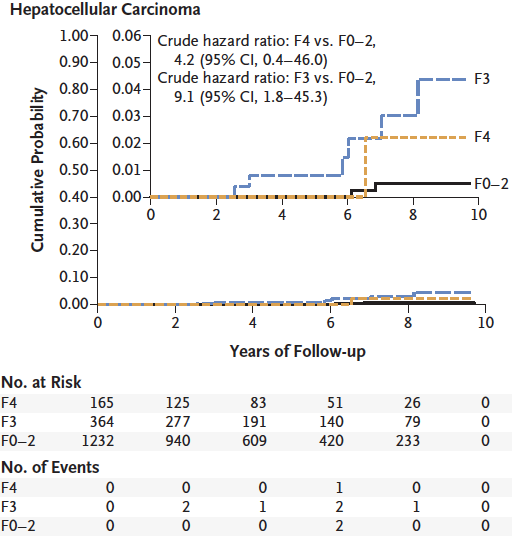 Hepatocellular Carcinoma
Crude hazard ratio: F4 vs. F0–2,
4.2 (95% CI, 0.4–46.0)
Crude hazard ratio: F3 vs. F0–2,
9.1 (95% CI, 1.8–45.3)
0.06
0.05
0.04
0.03
0.02
0.01
0.00
0 2 4 6 8 10
F3
F4
F0–2
Cumulative Probability
1.00
0.90
0.80
0.70
0.60
0.50
0.40
0.30
0.20
0.10
0.00
0 2 4 6 8 10
Years of Follow-up
No. at Risk
F4 165 125 83 51 26 0
F3 364 277 191 140 79 0
F0–2 1232 940 609 420 233 0
No. of Events
F4 0 0 0 1 0 0
F3 0 2 1 2 1 0
F0–2 0 0 0 2 0 0